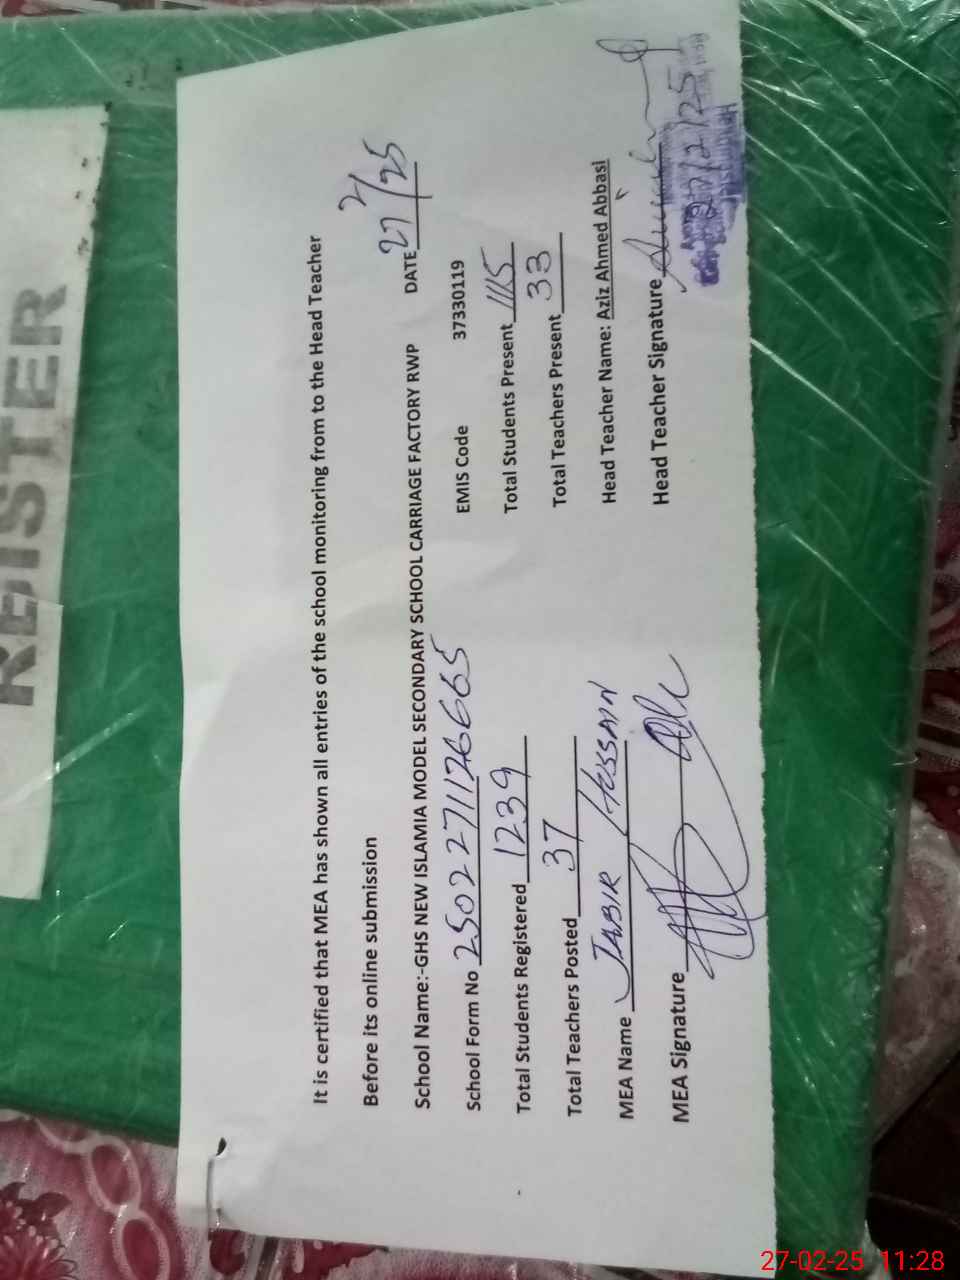 REGISTER
It is certified that MEA has shown all entries of the school monitoring from to the Head Teacher
Before its online submission
School Name:-GHS NEW ISLAMIA MODEL SECONDARY SCHOOL CARRIAGE FACTORY RWP DATE 27/2/25
School Form No 25022711126665 EMIS Code 37330119
Total Students Registered 1239 Total Students Present 1115
Total Teachers Posted 37 Total Teachers Present 33
MEA Name JABIR HUSSAIN Head Teacher Name: Aziz Ahmed Abbasi
MEA Signature Head Teacher Signature
27/2/25
27-02-25 11:28